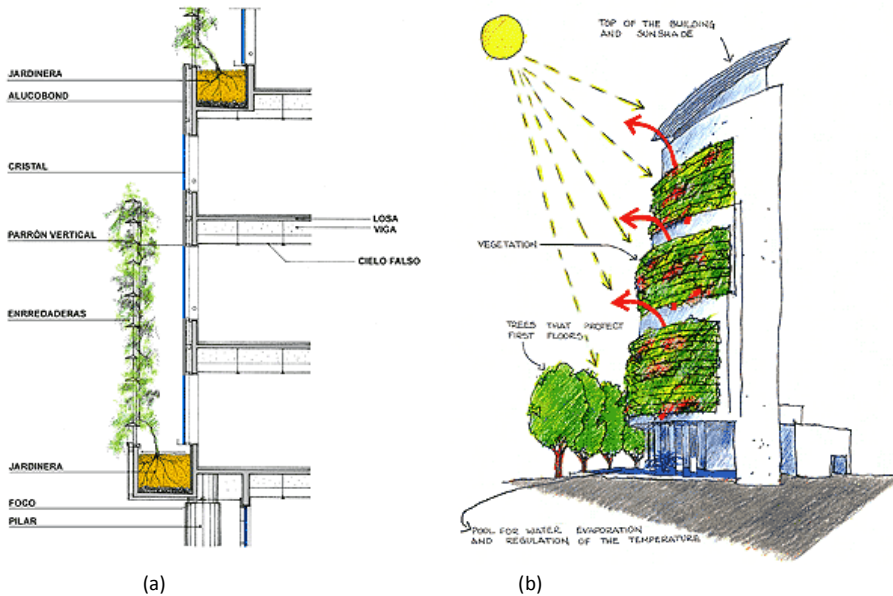 JARDINERA
ALUCOBOND
CRISTAL
PARRÓN VERTICAL
ENRREDADERAS
JARDINERA
FOCO
PILAR
LOSA
VIGA
CIELO FALSO
(a)
TOP OF THE BUILDING
AND SUNSHADE
VEGETATION
TREES THAT PROTECT
FIRST FLOORS
POOL FOR WATER EVAPORATION
AND REGULATION OF THE TEMPERATURE
(b)